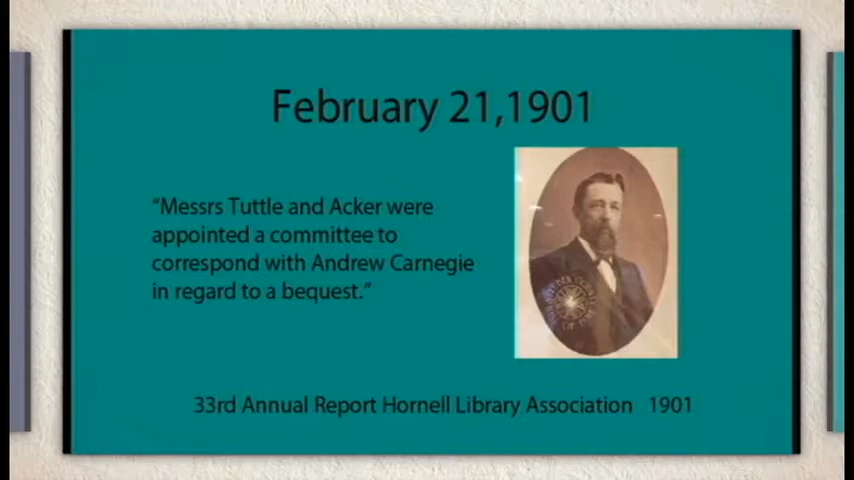 February 21,1901
“Messrs Tuttle and Acker were
appointed a committee to
correspond with Andrew Carnegie
in regard to a bequest.”
33rd Annual Report Hornell Library Association 1901